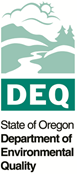 DEQ
State of Oregon
Department of
Environmental
Quality